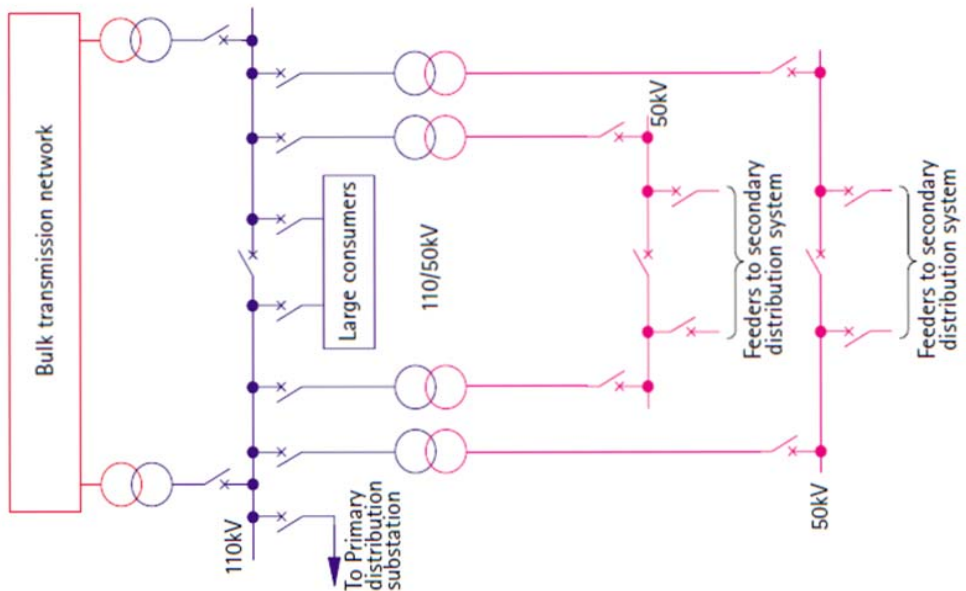 Bulk transmission network
110kV
To Primary
distribution
substation
Large consumers
110/50kV
50kV
Feeders to secondary
distribution system
50kV
Feeders to secondary
distribution system